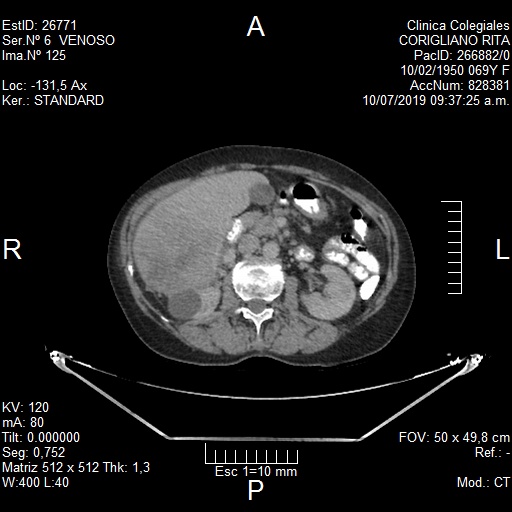 EstID: 26771
Ser.Nº 6 VENOSO
Ima.Nº 125
Loc: -131,5 Ax
Ker.: STANDARD
A
Clinica Colegiales
CORIGLIANO RITA
PacID: 266882/0
10/02/1950 069Y F
AccNum: 828381
10/07/2019 09:37:25 a.m.
R
L
KV: 120
mA: 80
Tilt: 0.000000
Seg: 0,752
Matriz 512 x 512 Thk: 1,3
W:400 L:40
Esc 1=10 mm
P
FOV: 50 x 49,8 cm
Ref.: -
Mod.: CT